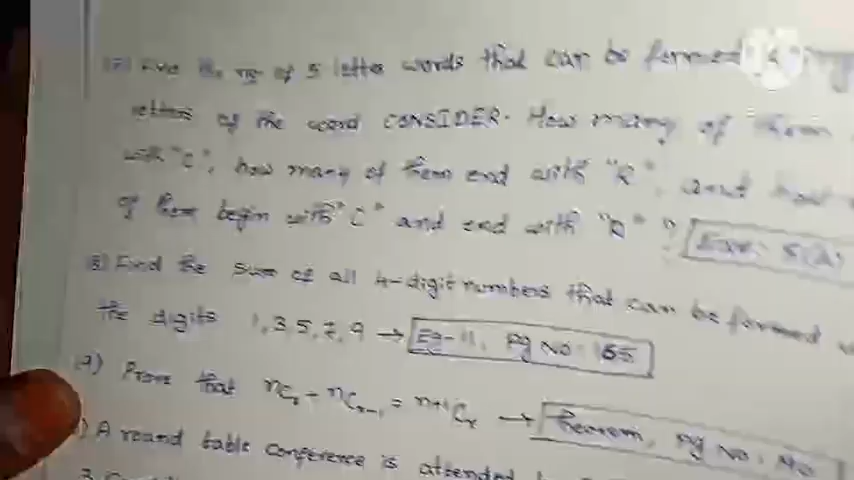 Find the no of 5 letter words that can be formed using
letters of the word CONSIDER. How many of them
with "C", how many of them end with "R", and how
of them begin with "C" and end with "R" ?
8) Find the sum of all 4-digit numbers that can be formed
the digits 1,3,5,7,9 → Ex-11, Pg No: 165
9) Prove that nCr + nCr-1 = n+1Cr → Theorem, Pg No:
) A round table conference is attended
3